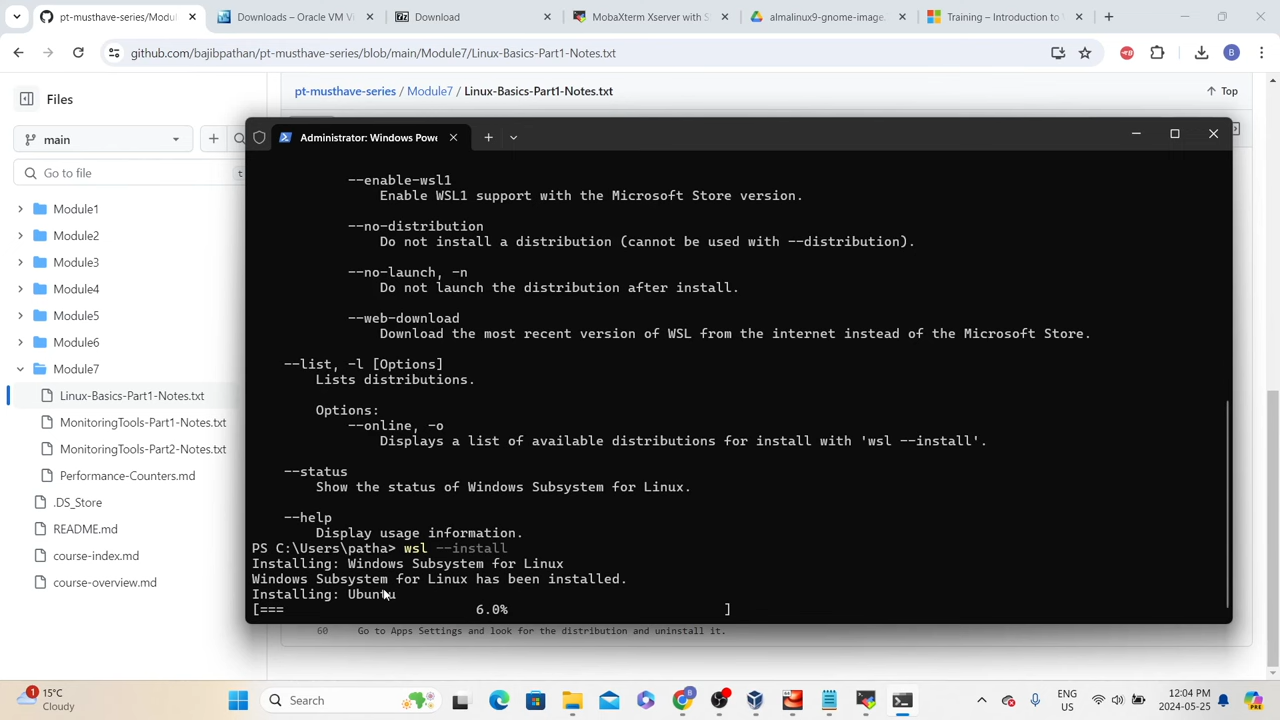 pt-musthave-series/Modul
Downloads – Oracle VM Vi
Download
MobaXterm Xserver with S
almalinux9-gnome-image.
Training – Introduction to
github.com/bajibpathan/pt-musthave-series/blob/main/Module7/Linux-Basics-Part1-Notes.txt
B
Files
pt-musthave-series / Module7 / Linux-Basics-Part1-Notes.txt
Top
main
Go to file
t
Module1
Module2
Module3
Module4
Module5
Module6
Module7
Linux-Basics-Part1-Notes.txt
MonitoringTools-Part1-Notes.txt
MonitoringTools-Part2-Notes.txt
Performance-Counters.md
.DS_Store
README.md
course-index.md
course-overview.md
Administrator: Windows Powe
--enable-wsl1
Enable WSL1 support with the Microsoft Store version.
--no-distribution
Do not install a distribution (cannot be used with --distribution).
--no-launch, -n
Do not launch the distribution after install.
--web-download
Download the most recent version of WSL from the internet instead of the Microsoft Store.
--list, -l [Options]
Lists distributions.
Options:
--online, -o
Displays a list of available distributions for install with 'wsl --install'.
--status
Show the status of Windows Subsystem for Linux.
--help
Display usage information.
PS C:\Users\patha> wsl --install
Installing: Windows Subsystem for Linux
Windows Subsystem for Linux has been installed.
Installing: Ubuntu
[=== 6.0% ]
60 Go to Apps Settings and look for the distribution and uninstall it.
1
15°C
Cloudy
Search
B
ENG
US
12:04 PM
2024-05-25
PRE